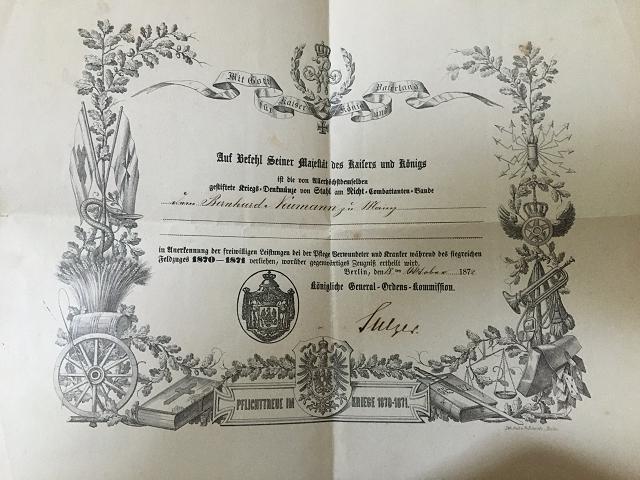 Mit Gott
für Kaiser König und
Vaterland
Auf Befehl Seiner Majestät des Kaisers und Königs
ist die von Allerhöchstdemselben
gestiftete Kriegs-Denkmünze von Stahl am Nicht-Combattanten-Bande
Bernhard Neumann zu
in Anerkennung der freiwilligen Leistungen bei der Pflege Verwundeter und Kranker während des siegreichen
Feldzuges 1870-1871 verliehen, worüber gegenwärtiges Zeugniß ertheilt wird.
Berlin, den October 187
Königliche General-Ordens-Kommission.
Sulzer
PFLICHTTREUE IM KRIEGE 1870-1871.